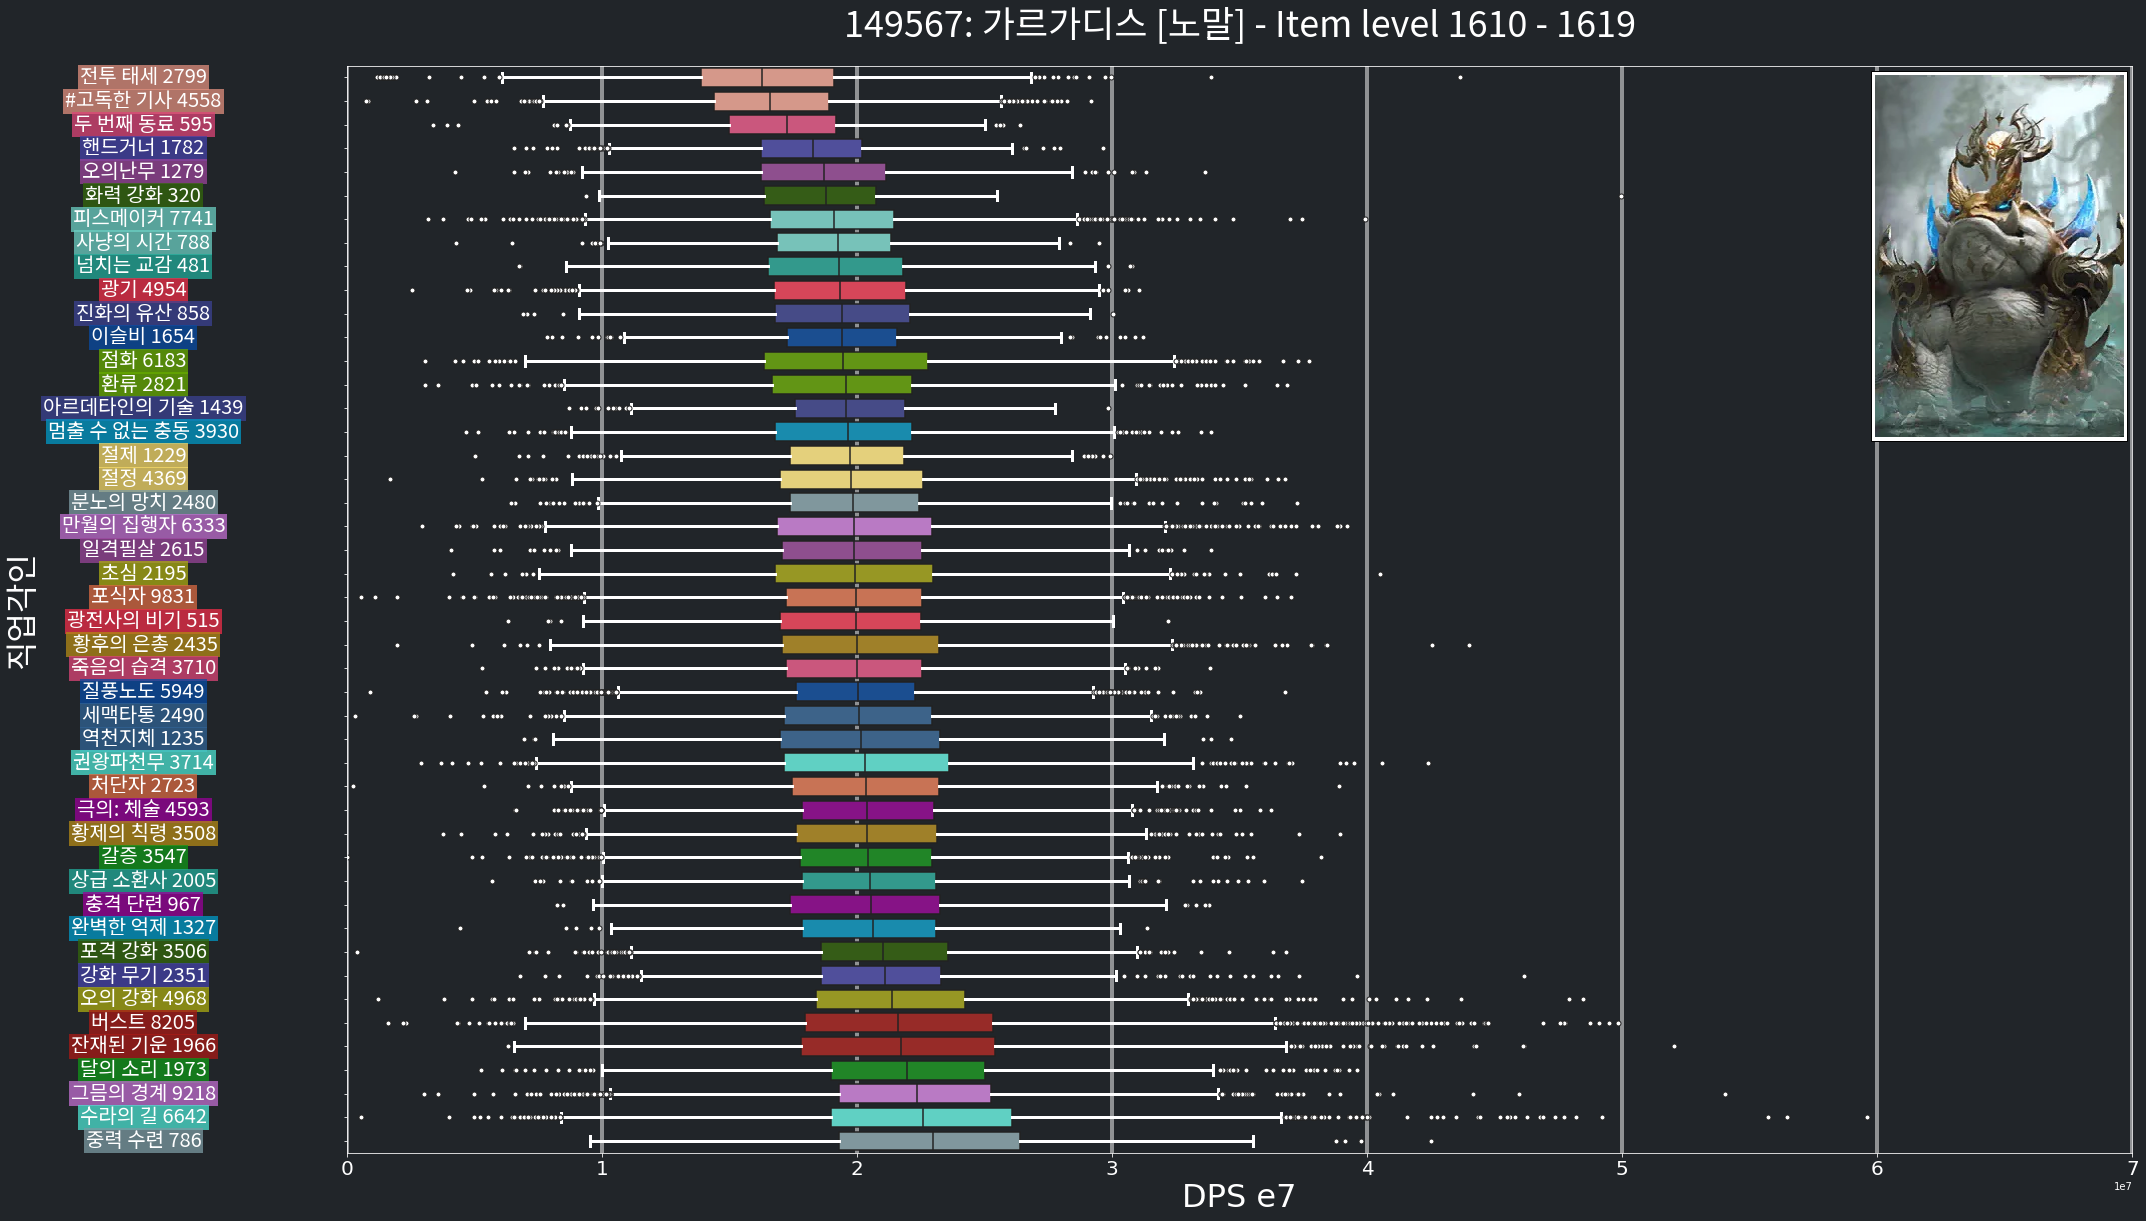 149567: 가르가디스 [노말] - Item level 1610 - 1619
전투 태세 2799
#고독한 기사 4558
두 번째 동료 595
핸드거너 1782
오의난무 1279
화력 강화 320
피스메이커 7741
사냥의 시간 788
넘치는 교감 481
광기 4954
진화의 유산 858
이슬비 1654
점화 6183
환류 2821
아르데타인의 기술 1439
멈출 수 없는 충동 3930
절제 1229
절정 4369
분노의 망치 2480
만월의 집행자 6333
일격필살 2615
초심 2195
포식자 9831
광전사의 비기 515
황후의 은총 2435
죽음의 습격 3710
질풍노도 5949
세맥타통 2490
역천지체 1235
권왕파천무 3714
처단자 2723
극의: 체술 4593
황제의 칙령 3508
갈증 3547
상급 소환사 2005
충격 단련 967
완벽한 억제 1327
포격 강화 3506
강화 무기 2351
오의 강화 4968
버스트 8205
잔재된 기운 1966
달의 소리 1973
그믐의 경계 9218
수라의 길 6642
중력 수련 786
직업각인
0 1 2 3 4 5 6 7
1e7
DPS e7